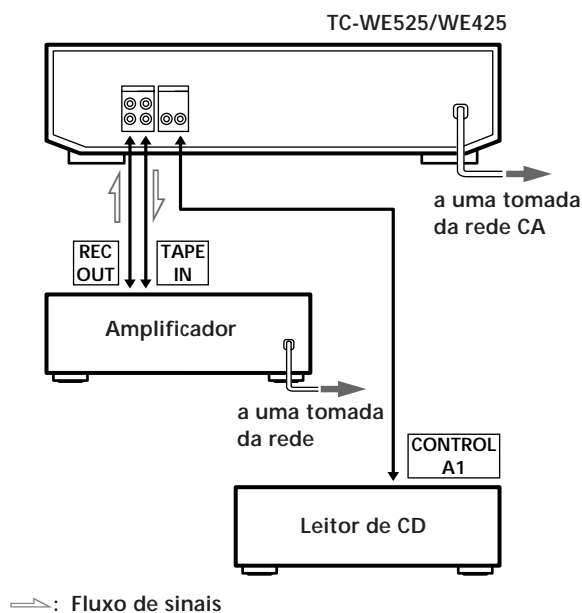 TC-WE525/WE425
a uma tomada
da rede CA
REC
OUT
TAPE
IN
Amplificador
a uma tomada
da rede
CONTROL
A1
Leitor de CD
: Fluxo de sinais